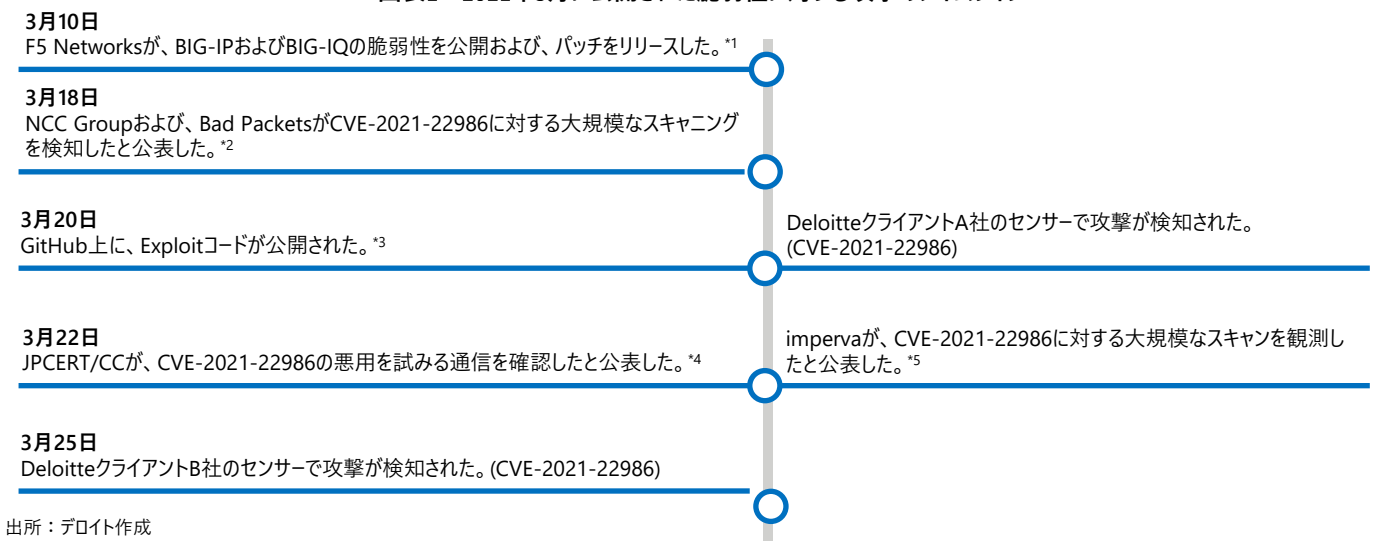 3月10日
F5 Networksが、BIG-IPおよびBIG-IQの脆弱性を公開および、パッチをリリースした。*1
3月18日
NCC Groupおよび、Bad PacketsがCVE-2021-22986に対する大規模なスキャニング
を検知したと公表した。*2
3月20日
GitHub上に、Exploitコードが公開された。*3
DeloitteクライアントA社のセンサーで攻撃が検知された。
(CVE-2021-22986)
3月22日
JPCERT/CCが、CVE-2021-22986の悪用を試みる通信を確認したと公表した。*4
impervaが、CVE-2021-22986に対する大規模なスキャンを観測し
たと公表した。*5
3月25日
DeloitteクライアントB社のセンサーで攻撃が検知された。(CVE-2021-22986)
出所：デロイト作成